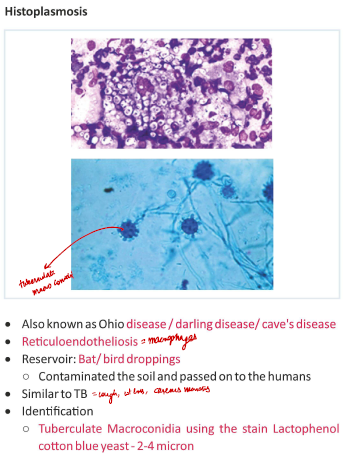 Histoplasmosis
tuberculate
macro conidia
• Also known as Ohio disease / darling disease/ cave's disease
• Reticuloendotheliosis = macrophages
• Reservoir: Bat/ bird droppings
○ Contaminated the soil and passed on to the humans
• Similar to TB = cough, wt loss, caseous necrosis
• Identification
○ Tuberculate Macroconidia using the stain Lactophenol
cotton blue yeast - 2-4 micron